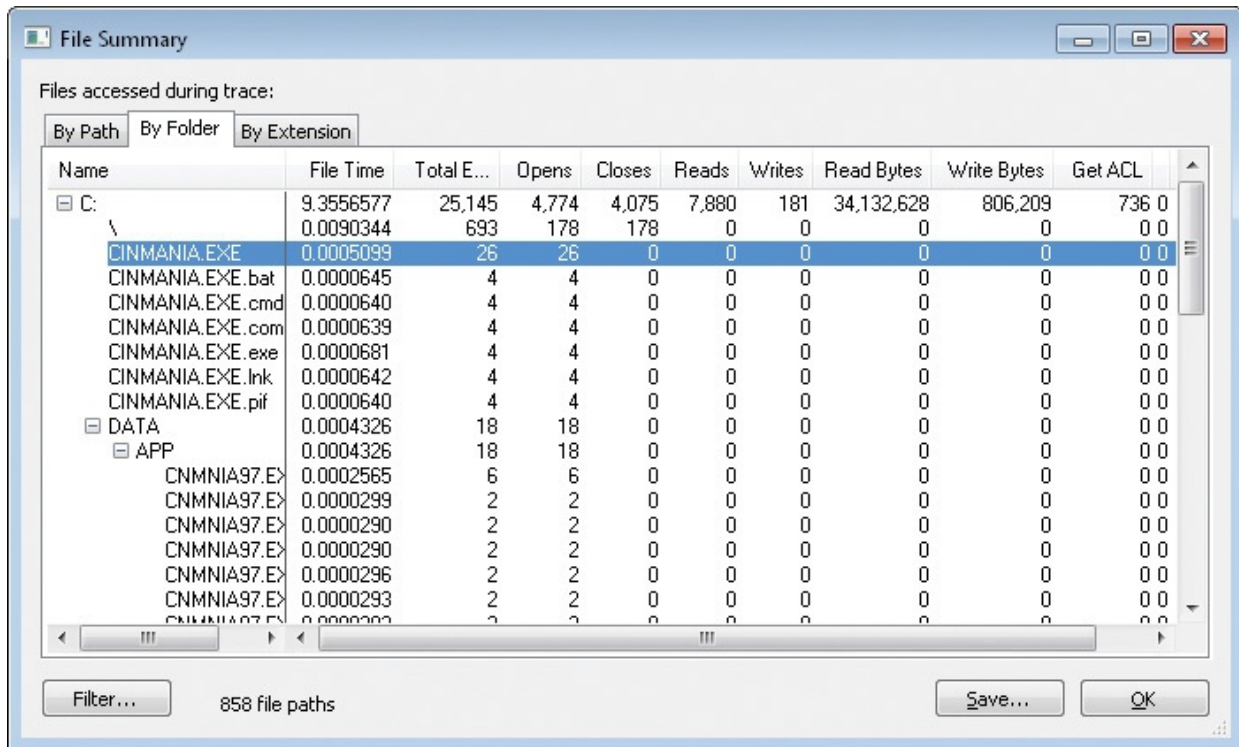 File Summary
Files accessed during trace:
By Path By Folder By Extension
Name File Time Total E... Opens Closes Reads Writes Read Bytes Write Bytes Get ACL
C: 9.3556577 25,145 4,774 4,075 7,880 181 34,132,628 806,209 736 0
\ 0.0090344 693 178 178 0 0 0 0 0 0
CINMANIA.EXE 0.0005099 26 26 0 0 0 0 0 0 0
CINMANIA.EXE.bat 0.0000645 4 4 0 0 0 0 0 0 0
CINMANIA.EXE.cmd 0.0000640 4 4 0 0 0 0 0 0 0
CINMANIA.EXE.com 0.0000639 4 4 0 0 0 0 0 0 0
CINMANIA.EXE.exe 0.0000681 4 4 0 0 0 0 0 0 0
CINMANIA.EXE.lnk 0.0000642 4 4 0 0 0 0 0 0 0
CINMANIA.EXE.pif 0.0000640 4 4 0 0 0 0 0 0 0
DATA 0.0004326 18 18 0 0 0 0 0 0 0
APP 0.0004326 18 18 0 0 0 0 0 0 0
CNMNIA97.EX 0.0002565 6 6 0 0 0 0 0 0 0
CNMNIA97.EX 0.0000299 2 2 0 0 0 0 0 0 0
CNMNIA97.EX 0.0000290 2 2 0 0 0 0 0 0 0
CNMNIA97.EX 0.0000290 2 2 0 0 0 0 0 0 0
CNMNIA97.EX 0.0000296 2 2 0 0 0 0 0 0 0
CNMNIA97.EX 0.0000293 2 2 0 0 0 0 0 0 0
Filter... 858 file paths Save... OK